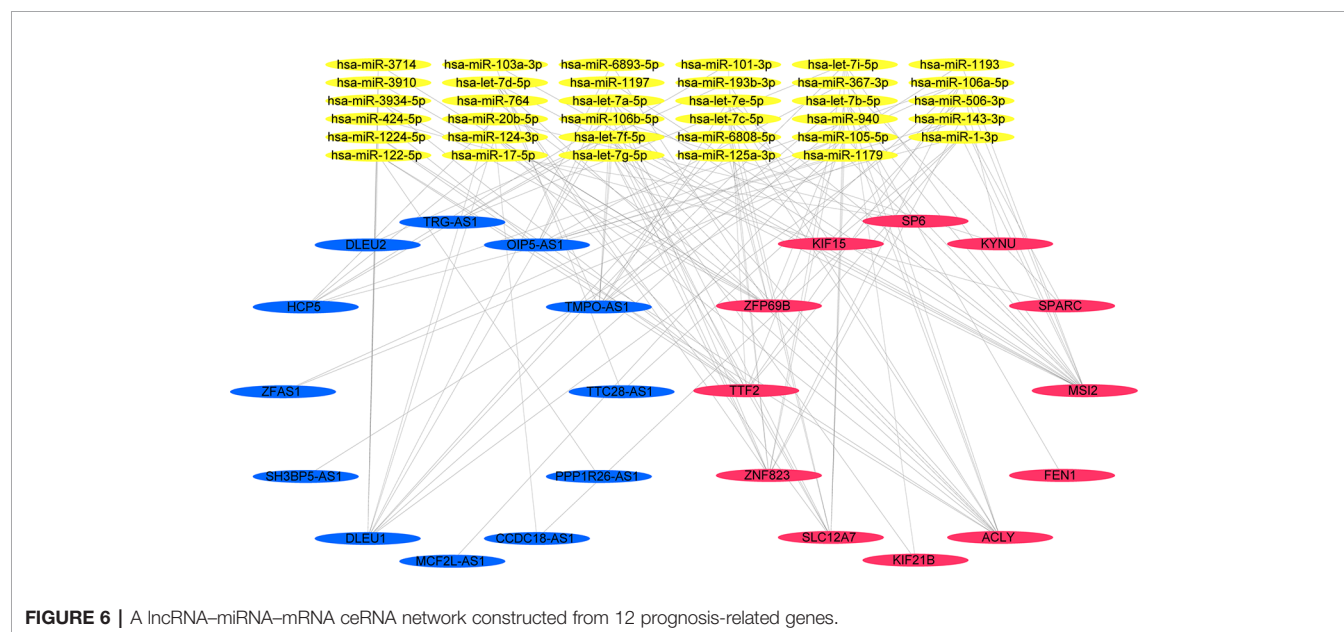 hsa-miR-3714 hsa-miR-103a-3p hsa-miR-6893-5p hsa-miR-101-3p hsa-let-7i-5p hsa-miR-1193
hsa-miR-3910 hsa-let-7d-5p hsa-miR-1197 hsa-miR-193b-3p hsa-miR-367-3p hsa-miR-106a-5p
hsa-miR-3934-5p hsa-miR-764 hsa-let-7a-5p hsa-let-7e-5p hsa-let-7b-5p hsa-miR-506-3p
hsa-miR-424-5p hsa-miR-20b-5p hsa-miR-106b-5p hsa-let-7c-5p hsa-miR-940 hsa-miR-143-3p
hsa-miR-1224-5p hsa-miR-124-3p hsa-let-7f-5p hsa-miR-6808-5p hsa-miR-105-5p hsa-miR-1-3p
hsa-miR-122-5p hsa-miR-17-5p hsa-let-7g-5p hsa-miR-125a-3p hsa-miR-1179
TRG-AS1 SP6
DLEU2 OIP5-AS1 KIF15 KYNU
HCP5 TMPO-AS1 ZFP69B SPARC
ZFAS1 TTC28-AS1 TTF2 MSI2
SH3BP5-AS1 PPP1R26-AS1 ZNF823 FEN1
DLEU1 CCDC18-AS1 SLC12A7 ACLY
MCF2L-AS1 KIF21B
FIGURE 6 | A lncRNA–miRNA–mRNA ceRNA network constructed from 12 prognosis-related genes.